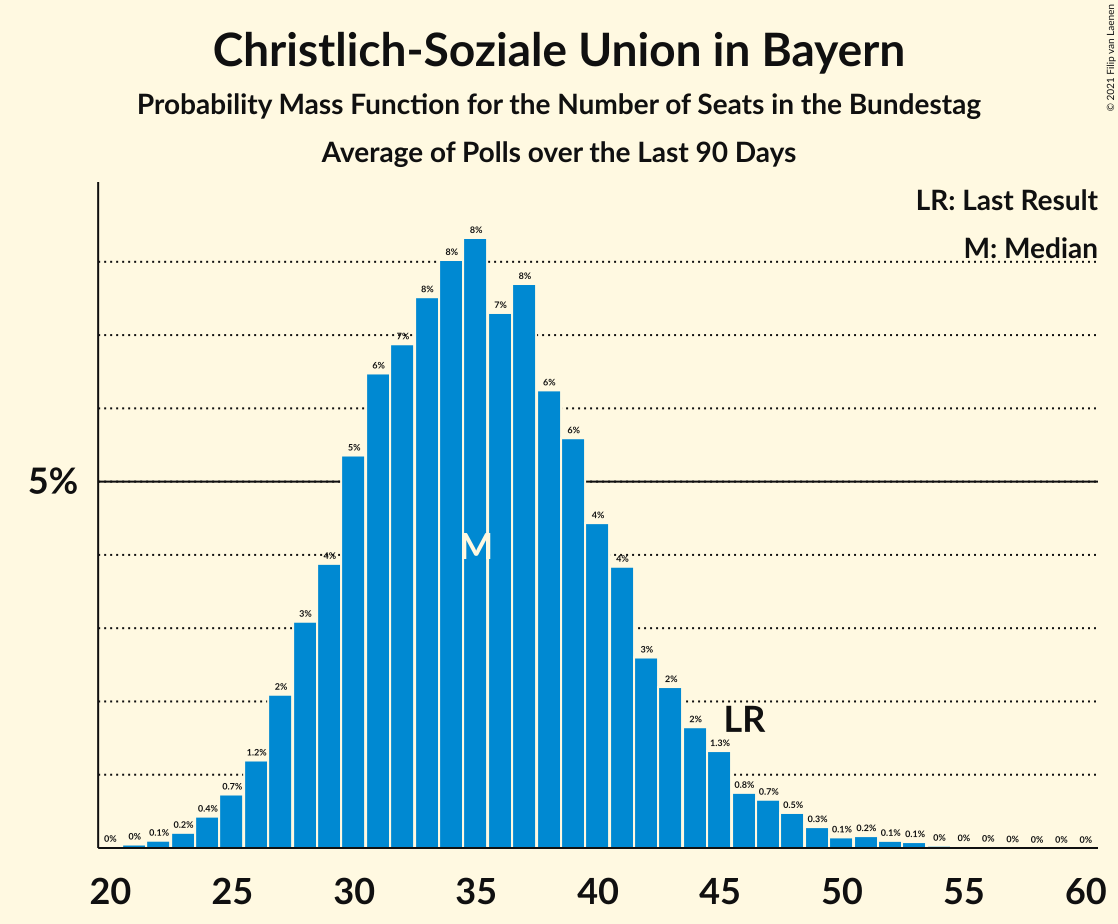 Christlich-Soziale Union in Bayern
Probability Mass Function for the Number of Seats in the Bundestag
Average of Polls over the Last 90 Days
© 2021 Filip van Laenen
LR: Last Result
M: Median
5%
0% 0% 0.1% 0.2% 0.4% 0.7% 1.2% 2% 3% 4% 5% 6% 7% 8% 8% 8% 7% 8% 6% 6% 4% 4% 3% 2% 2% 1.3% 0.8% 0.7% 0.5% 0.3% 0.1% 0.2% 0.1% 0.1% 0% 0% 0% 0% 0% 0% 0%
M
LR
20 25 30 35 40 45 50 55 60